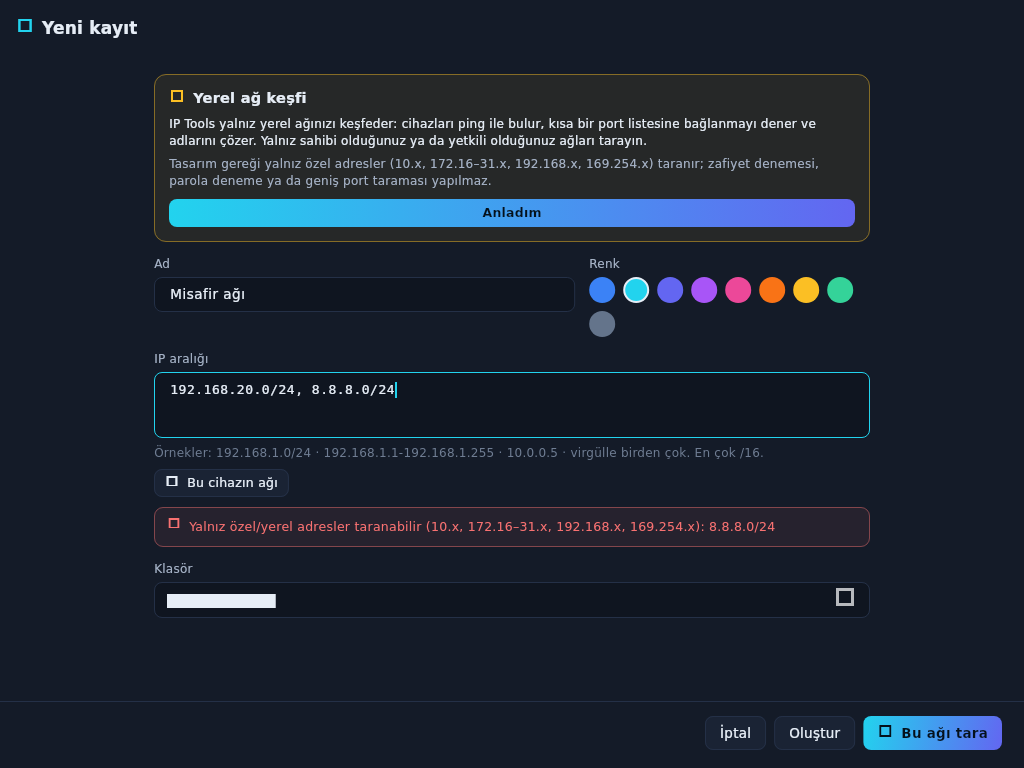 Yeni kayıt
Yerel ağ keşfi
IP Tools yalnız yerel ağınızı keşfeder: cihazları ping ile bulur, kısa bir port listesine bağlanmayı dener ve
adlarını çözer. Yalnız sahibi olduğunuz ya da yetkili olduğunuz ağları tarayın.
Tasarım gereği yalnız özel adresler (10.x, 172.16–31.x, 192.168.x, 169.254.x) taranır; zafiyet denemesi,
parola deneme ya da geniş port taraması yapılmaz.
Anladım
Ad
Renk
Misafir ağı
IP aralığı
192.168.20.0/24, 8.8.8.0/24
Örnekler: 192.168.1.0/24 · 192.168.1.1-192.168.1.255 · 10.0.0.5 · virgülle birden çok. En çok /16.
Bu cihazın ağı
Yalnız özel/yerel adresler taranabilir (10.x, 172.16–31.x, 192.168.x, 169.254.x): 8.8.8.0/24
Klasör
İptal
Oluştur
Bu ağı tara